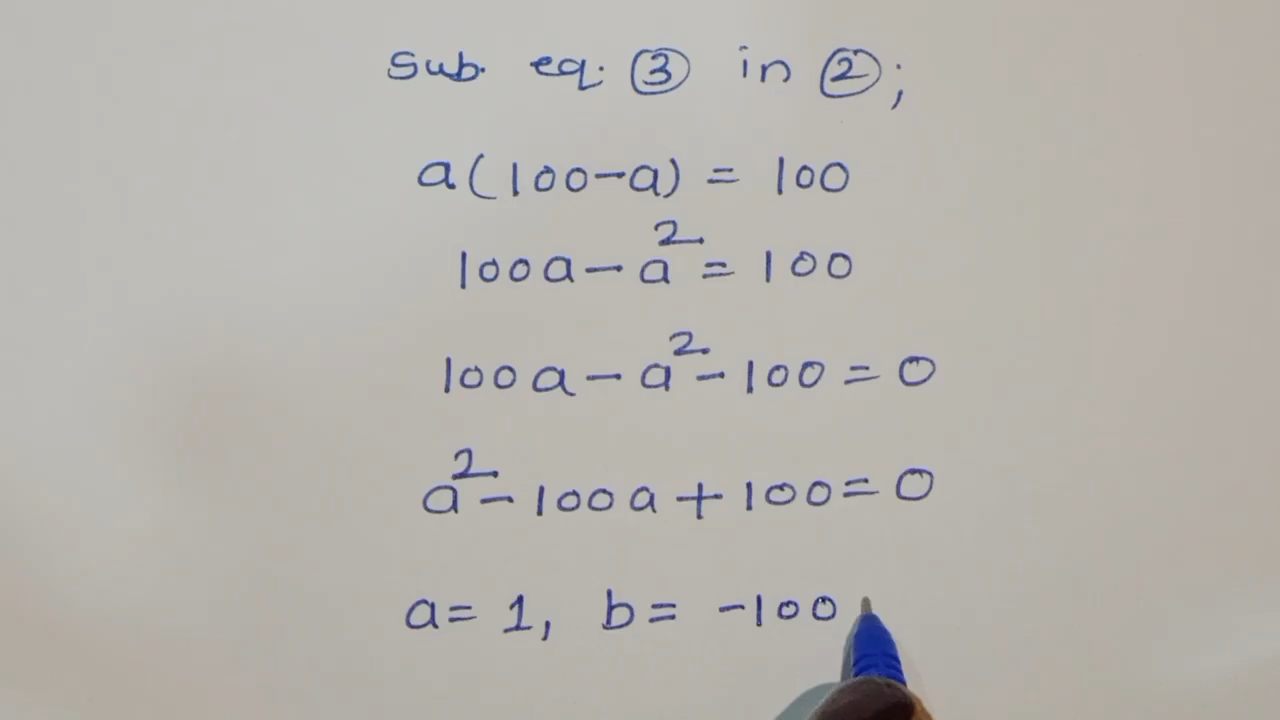 Sub. eq. ③ in ②;
a(100-a) = 100
100a - a² = 100
100a - a² - 100 = 0
a² - 100a + 100 = 0
a = 1, b = -100